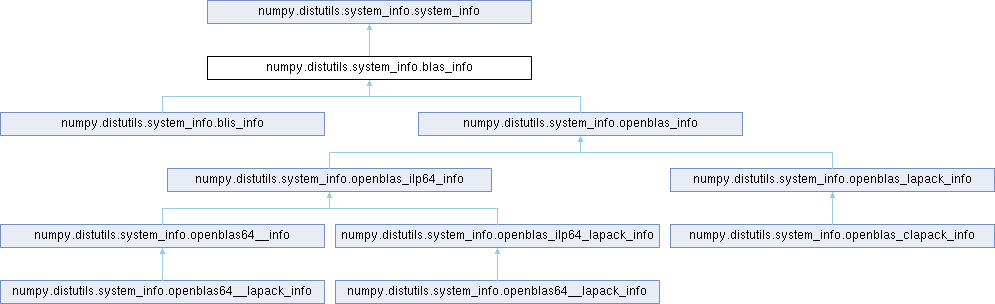 numpy.distutils.system_info.system_info
numpy.distutils.system_info.blas_info
numpy.distutils.system_info.blis_info
numpy.distutils.system_info.openblas_info
numpy.distutils.system_info.openblas_ilp64_info
numpy.distutils.system_info.openblas_lapack_info
numpy.distutils.system_info.openblas64__info
numpy.distutils.system_info.openblas_ilp64_lapack_info
numpy.distutils.system_info.openblas_clapack_info
numpy.distutils.system_info.openblas64__lapack_info
numpy.distutils.system_info.openblas64__lapack_info